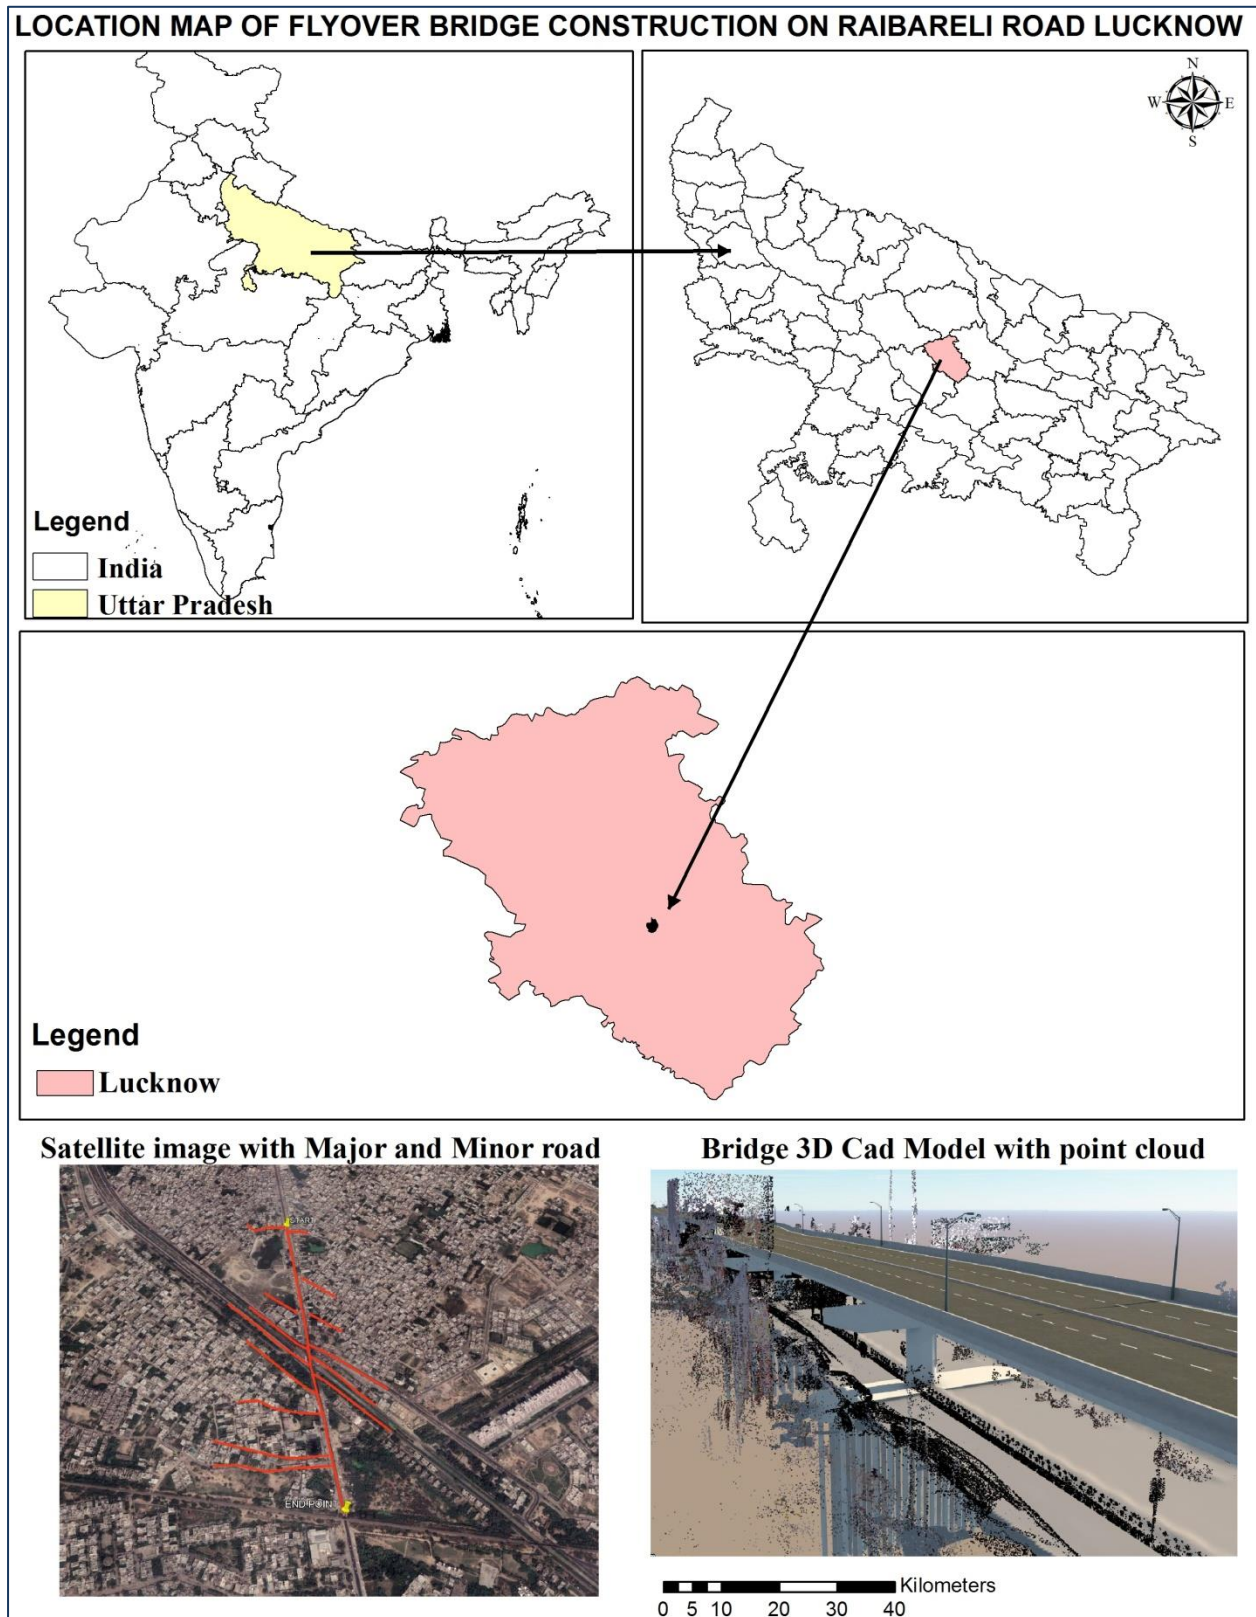 LOCATION MAP OF FLYOVER BRIDGE CONSTRUCTION ON RAIBARELI ROAD LUCKNOW
N
W E
S
Legend
India
Uttar Pradesh
Legend
Lucknow
Satellite image with Major and Minor road
Bridge 3D Cad Model with point cloud
START
END POIN
Kilometers
0 5 10 20 30 40